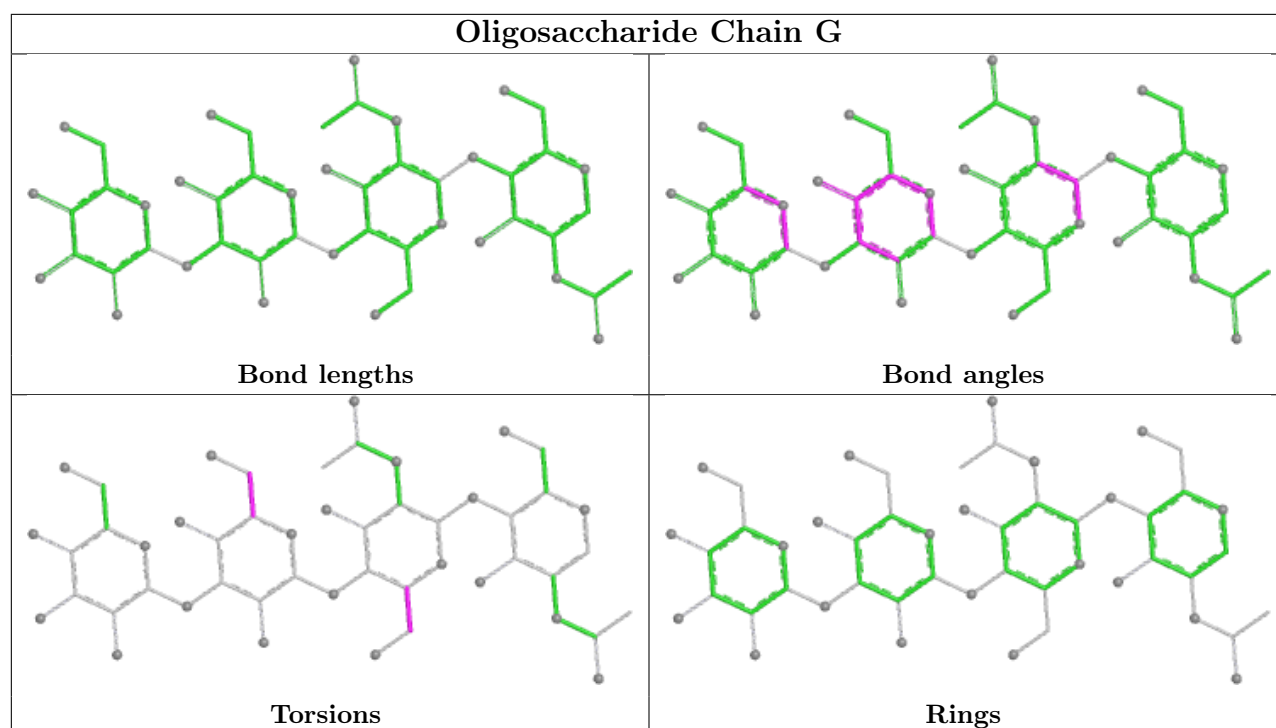 Oligosaccharide Chain G
Bond lengths
Bond angles
Torsions
Rings